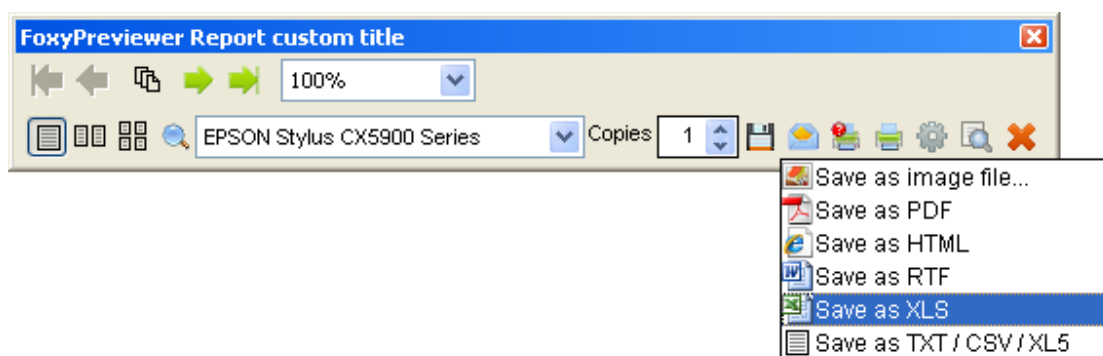 FoxyPreviewer Report custom title
100%
EPSON Stylus CX5900 Series Copies 1
Save as image file...
Save as PDF
Save as HTML
Save as RTF
Save as XLS
Save as TXT / CSV / XL5